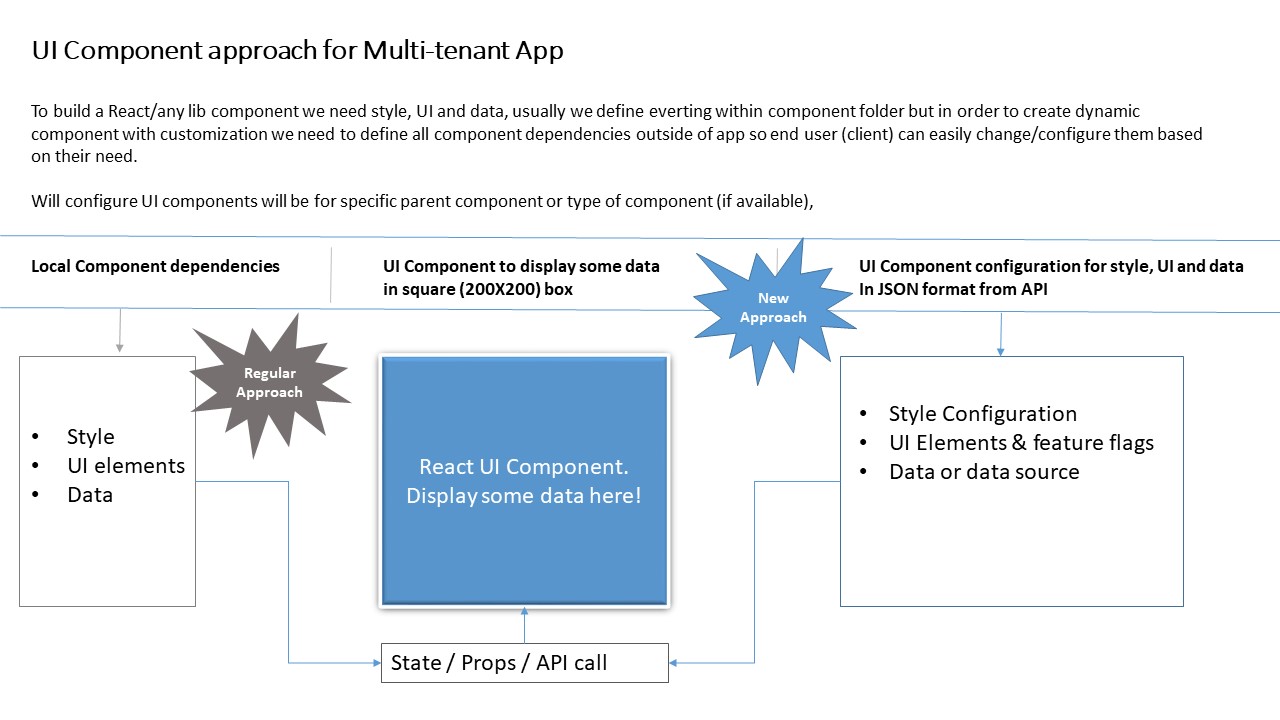 UI Component approach for Multi-tenant App
To build a React/any lib component we need style, UI and data, usually we define everting within component folder but in order to create dynamic
component with customization we need to define all component dependencies outside of app so end user (client) can easily change/configure them based
on their need.
Will configure UI components will be for specific parent component or type of component (if available),
Local Component dependencies
UI Component to display some data
in square (200X200) box
New
Approach
UI Component configuration for style, UI and data
In JSON format from API
Regular
Approach
• Style
• UI elements
• Data
React UI Component.
Display some data here!
• Style Configuration
• UI Elements & feature flags
• Data or data source
State / Props / API call